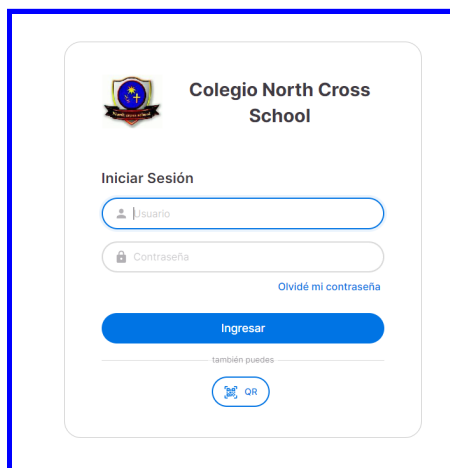 Colegio North Cross
School
Iniciar Sesión
Usuario
Contraseña
Olvidé mi contraseña
Ingresar
también puedes
QR